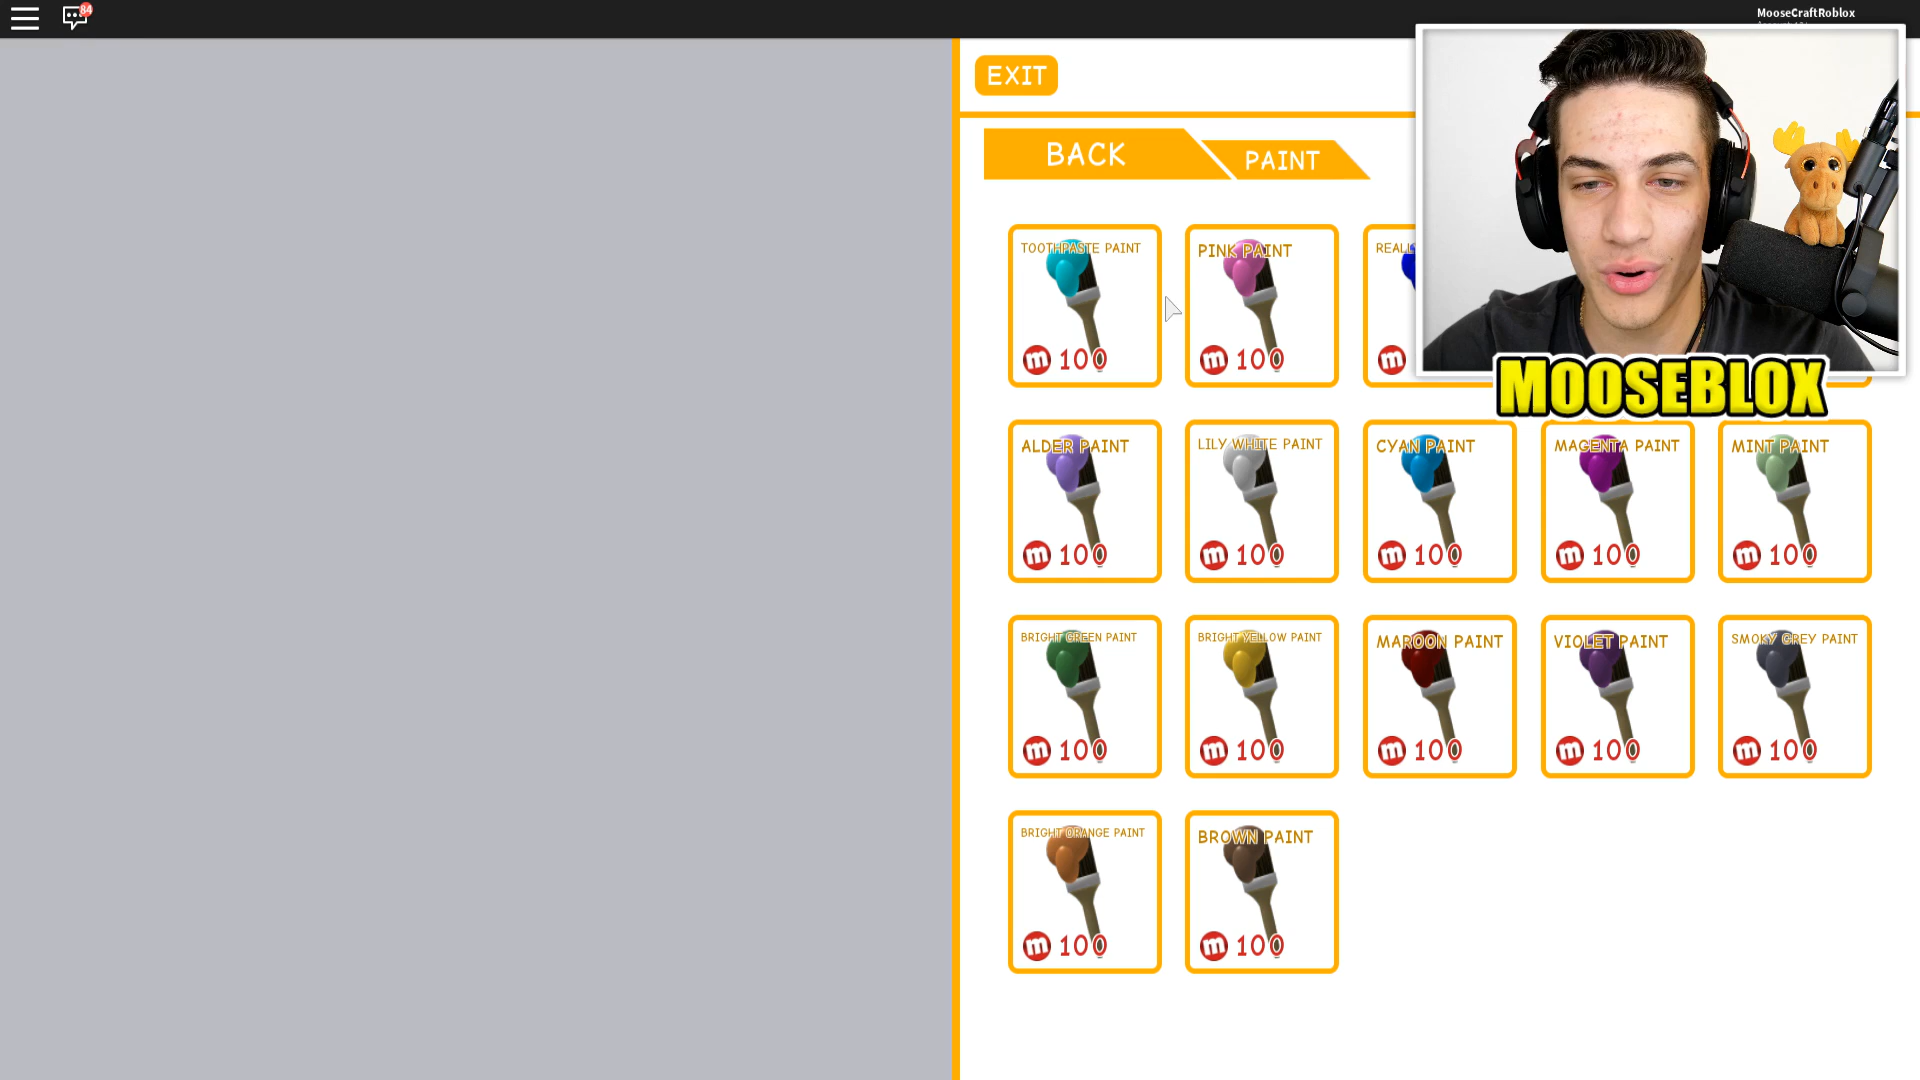 84
MooseCraftRoblox
EXIT
BACK
PAINT
TOOTHPASTE PAINT
PINK PAINT
REALL
m 100
m 100
m
MOOSEBLOX
ALDER PAINT
LILY WHITE PAINT
CYAN PAINT
MAGENTA PAINT
MINT PAINT
m 100
m 100
m 100
m 100
m 100
BRIGHT GREEN PAINT
BRIGHT YELLOW PAINT
MAROON PAINT
VIOLET PAINT
SMOKY GREY PAINT
m 100
m 100
m 100
m 100
m 100
BRIGHT ORANGE PAINT
BROWN PAINT
m 100
m 100